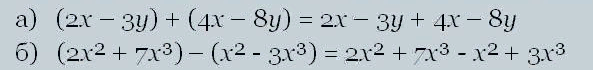 а) (2x – 3y) + (4x – 8y) = 2x – 3y + 4x – 8y
б) (2x² + 7x³) – (x² - 3x³) = 2x² + 7x³ - x² + 3x³